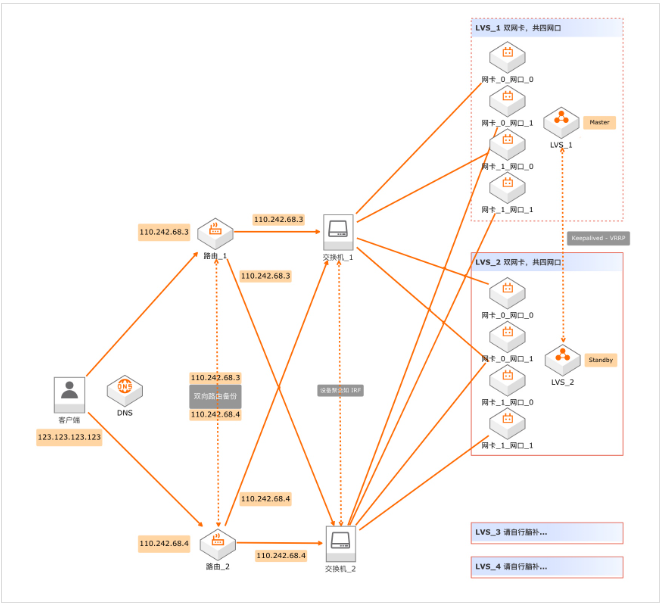 LVS_1 双网卡，共四网口
网卡_0_网口_0
网卡_0_网口_1
LVS_1
Master
网卡_1_网口_0
网卡_1_网口_1
110.242.68.3
110.242.68.3
路由_1
交换机_1
110.242.68.3
Keepalived - VRRP
LVS_2 双网卡，共四网口
网卡_0_网口_0
网卡_0_网口_1
LVS_2
Standby
网卡_1_网口_0
网卡_1_网口_1
110.242.68.3
双向路由备份
110.242.68.4
IRF
DNS
DNS
客户端
123.123.123.123
110.242.68.4
110.242.68.4
路由_2
110.242.68.4
交换机_2
LVS_3 请自行脑补...
LVS_4 请自行脑补...